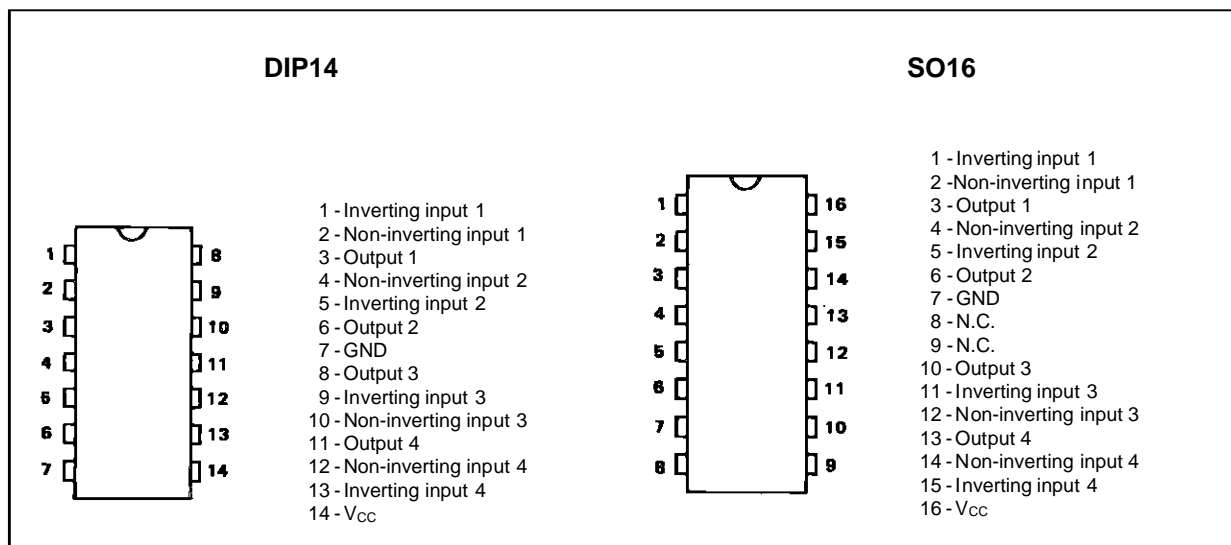 DIP14
1 - Inverting input 1
2 - Non-inverting input 1
3 - Output 1
4 - Non-inverting input 2
5 - Inverting input 2
6 - Output 2
7 - GND
8 - Output 3
9 - Inverting input 3
10 - Non-inverting input 3
11 - Output 4
12 - Non-inverting input 4
13 - Inverting input 4
14 - VCC
1 8
2 9
3 10
4 11
5 12
6 13
7 14
SO16
1 - Inverting input 1
2 - Non-inverting input 1
3 - Output 1
4 - Non-inverting input 2
5 - Inverting input 2
6 - Output 2
7 - GND
8 - N.C.
9 - N.C.
10 - Output 3
11 - Inverting input 3
12 - Non-inverting input 3
13 - Output 4
14 - Non-inverting input 4
15 - Inverting input 4
16 - VCC
1 16
2 15
3 14
4 13
5 12
6 11
7 10
8 9